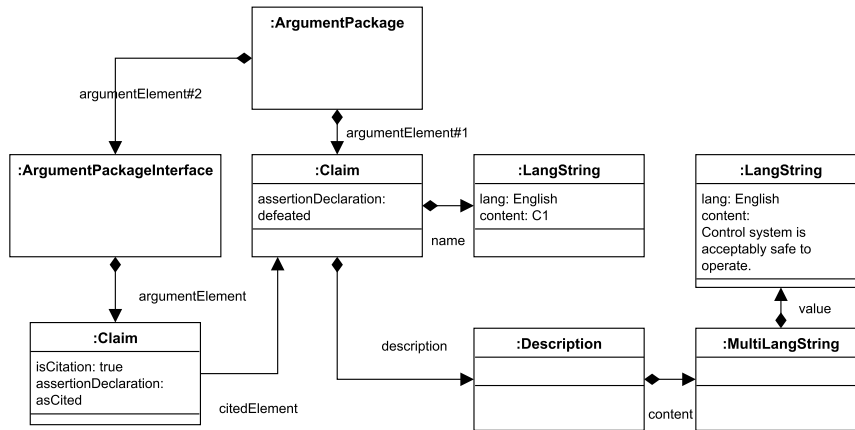 :ArgumentPackage
argumentElement#2
argumentElement#1
:ArgumentPackageInterface
:Claim
assertionDeclaration:
defeated
:LangString
lang: English
content: C1
:LangString
lang: English
content:
Control system is
acceptably safe to
operate.
name
argumentElement
value
:Claim
isCitation: true
assertionDeclaration:
asCited
citedElement
description
:Description
content
:MultiLangString